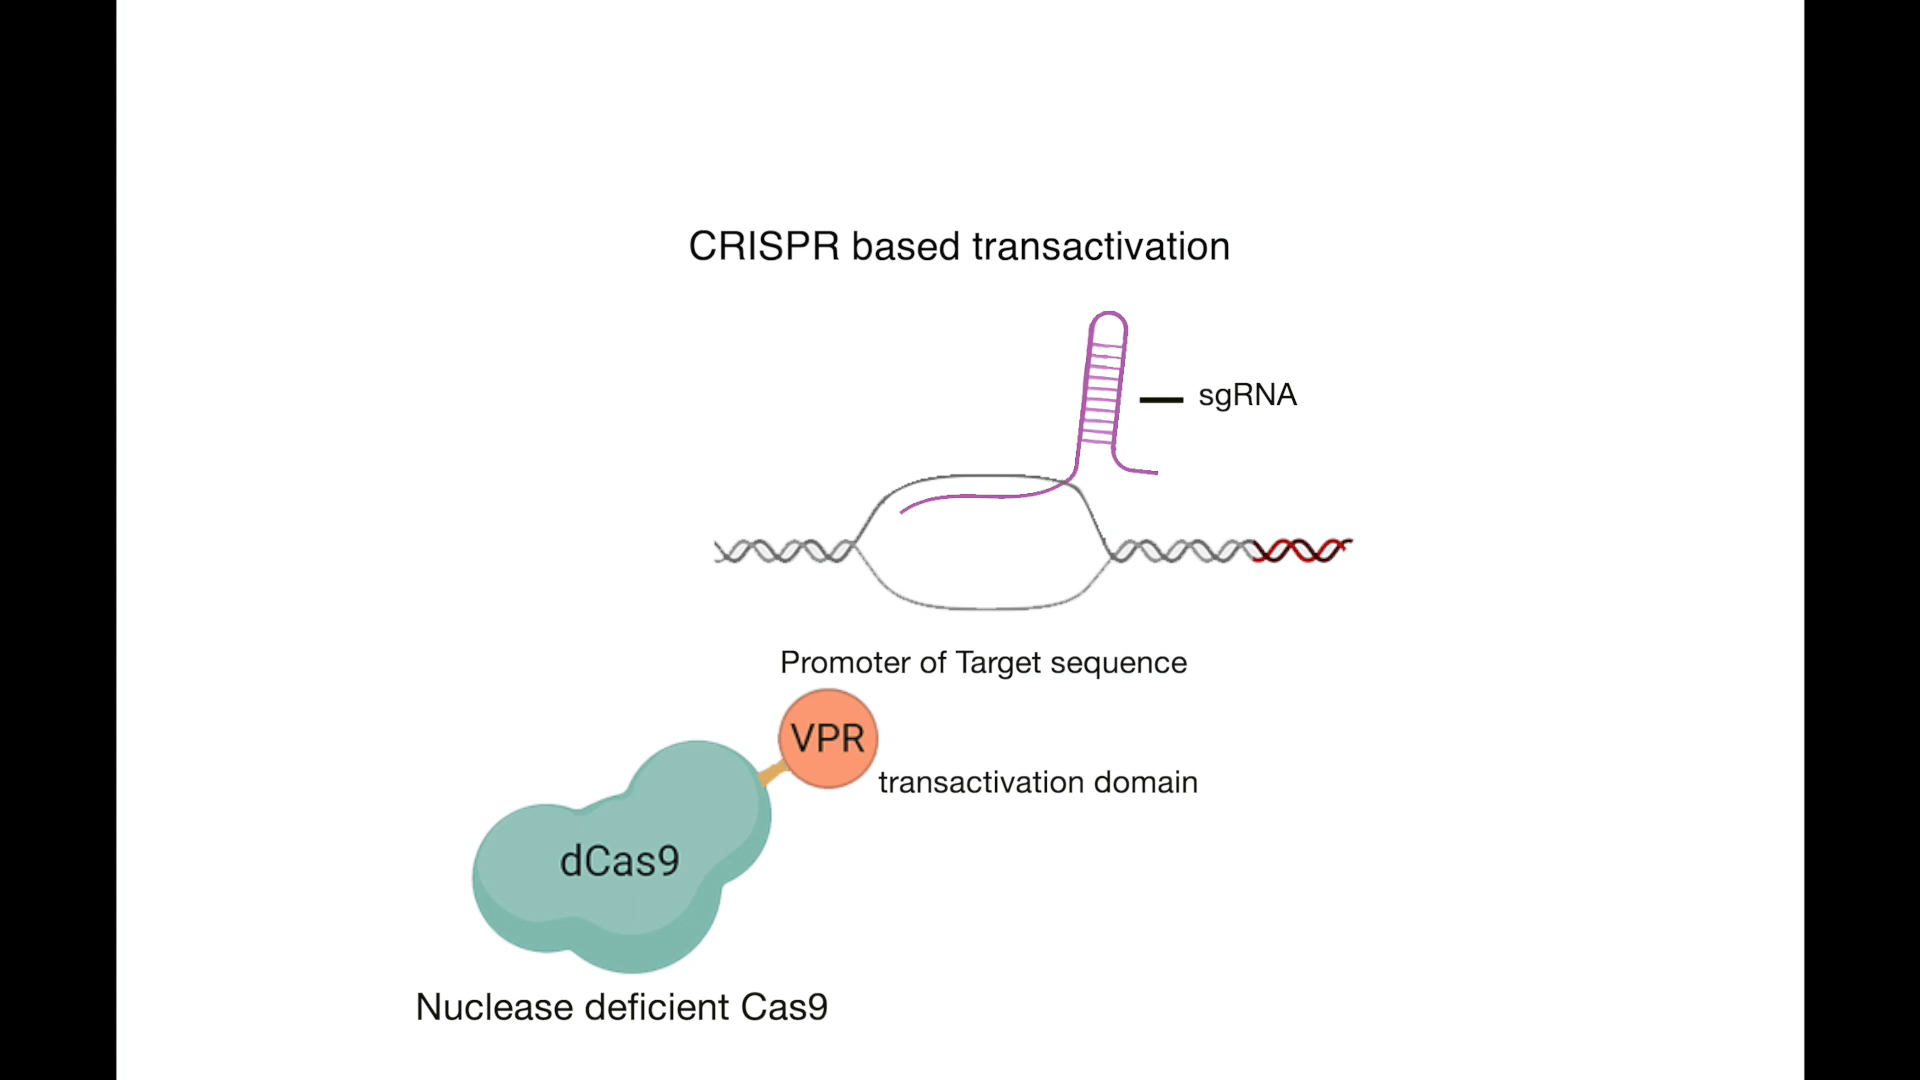 CRISPR based transactivation
sgRNA
Promoter of Target sequence
VPR
transactivation domain
dCas9
Nuclease deficient Cas9